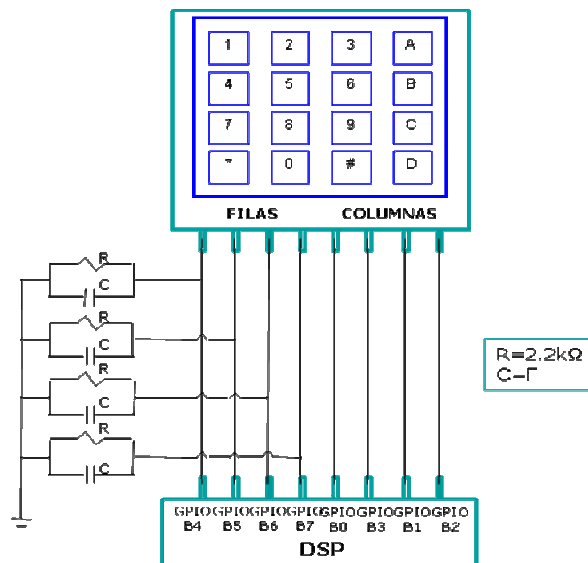 1 2 3 A
4 5 6 B
7 8 9 C
* 0 # D
FILAS COLUMNAS
R
C
R
C
R
C
R
C
R=2.2kΩ
C=Γ
GPIO GPIO GPIO GPIO GPIO GPIO GPIO GPIO
B4 B5 B6 B7 B0 B3 B1 B2
DSP